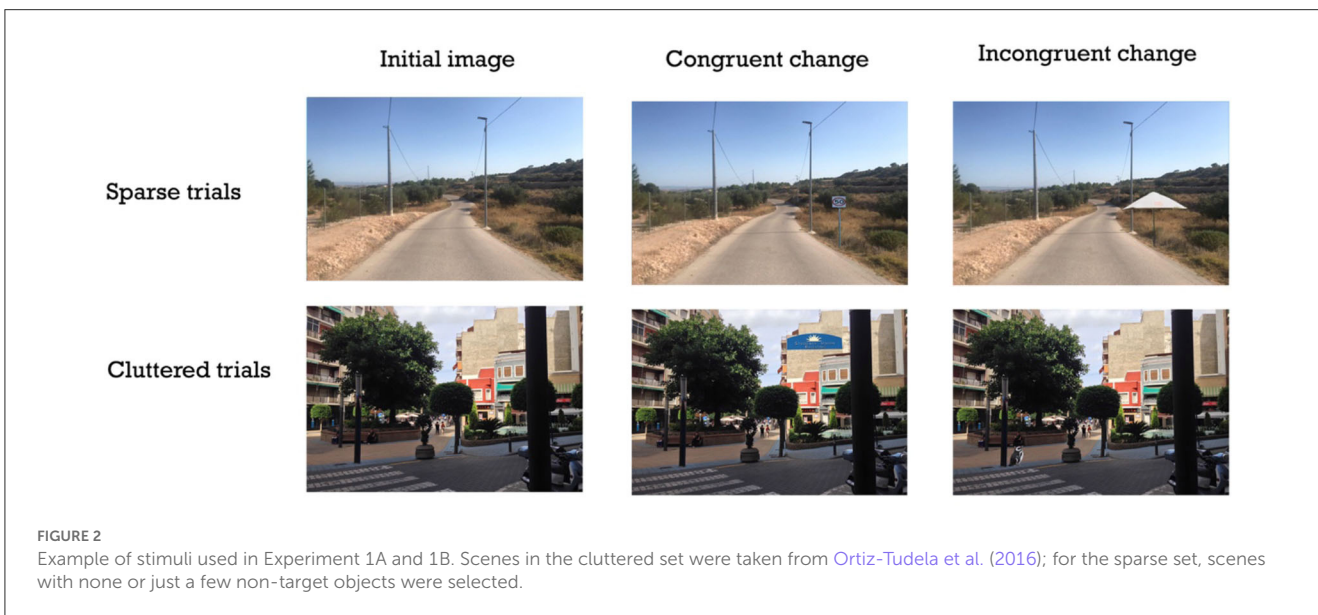 Initial image
Congruent change
Incongruent change
Sparse trials
Cluttered trials
FIGURE 2
Example of stimuli used in Experiment 1A and 1B. Scenes in the cluttered set were taken from Ortiz-Tudela et al. (2016); for the sparse set, scenes
with none or just a few non-target objects were selected.